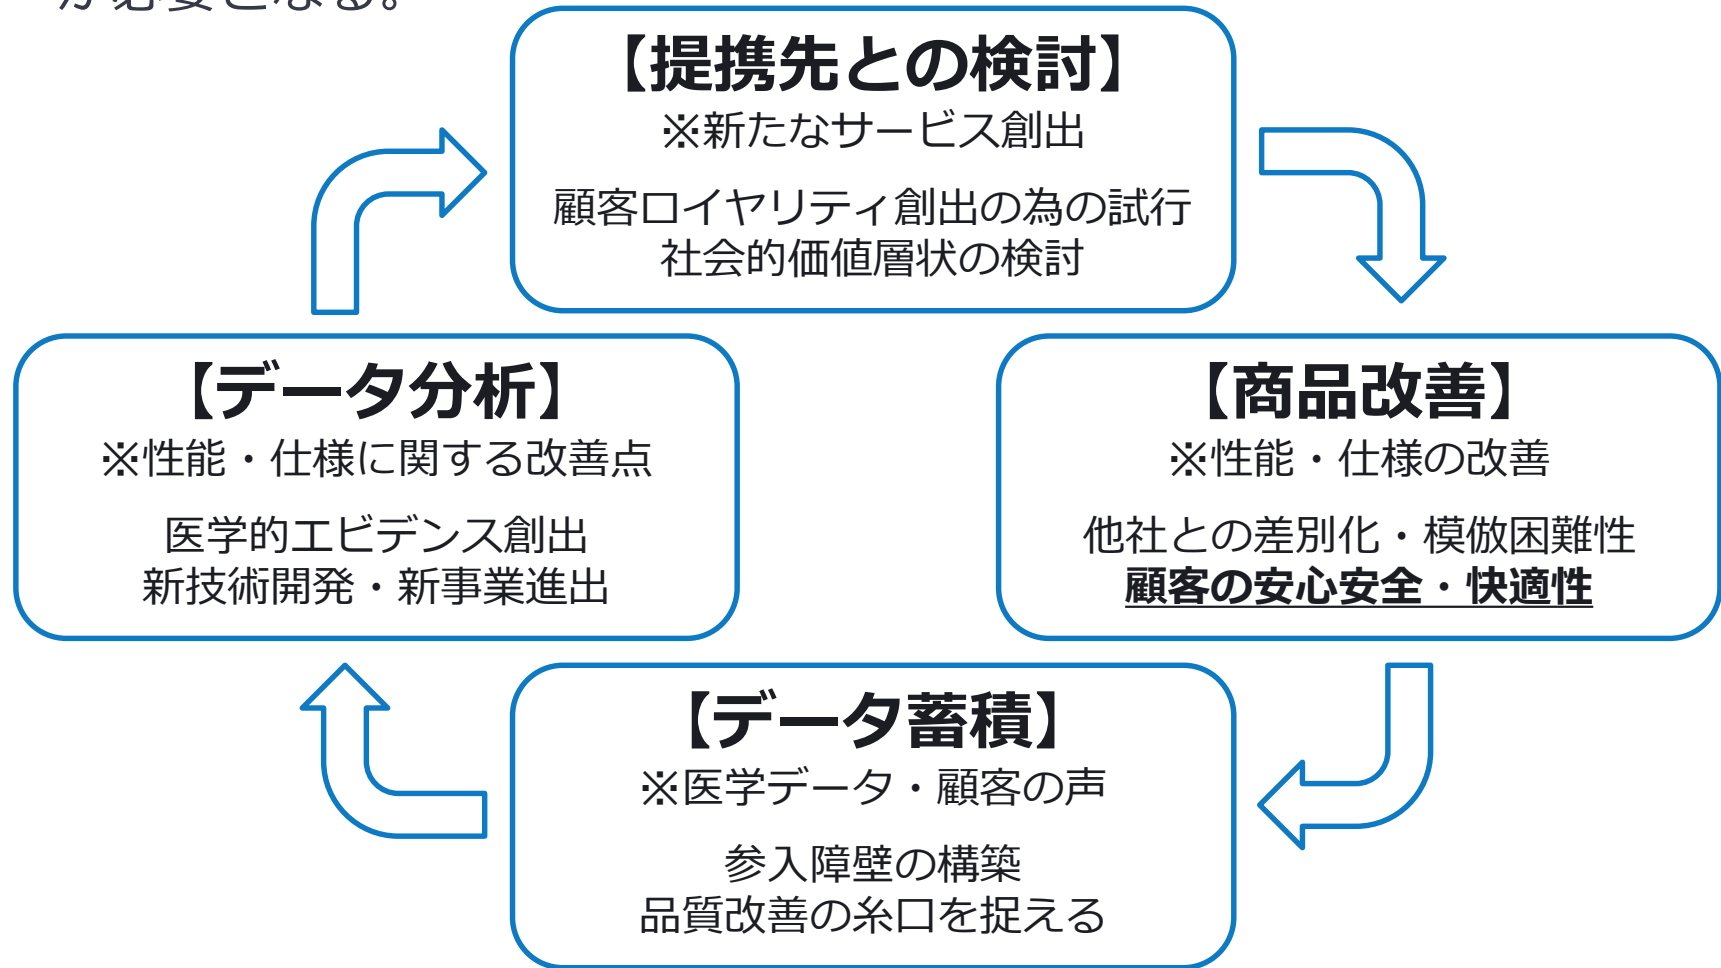 が必要となる。
【提携先との検討】
※新たなサービス創出
顧客ロイヤリティ創出の為の試行
社会的価値層状の検討
【データ分析】
※性能・仕様に関する改善点
医学的エビデンス創出
新技術開発・新事業進出
【商品改善】
※性能・仕様の改善
他社との差別化・模倣困難性
顧客の安心安全・快適性
【データ蓄積】
※医学データ・顧客の声
参入障壁の構築
品質改善の糸口を捉える